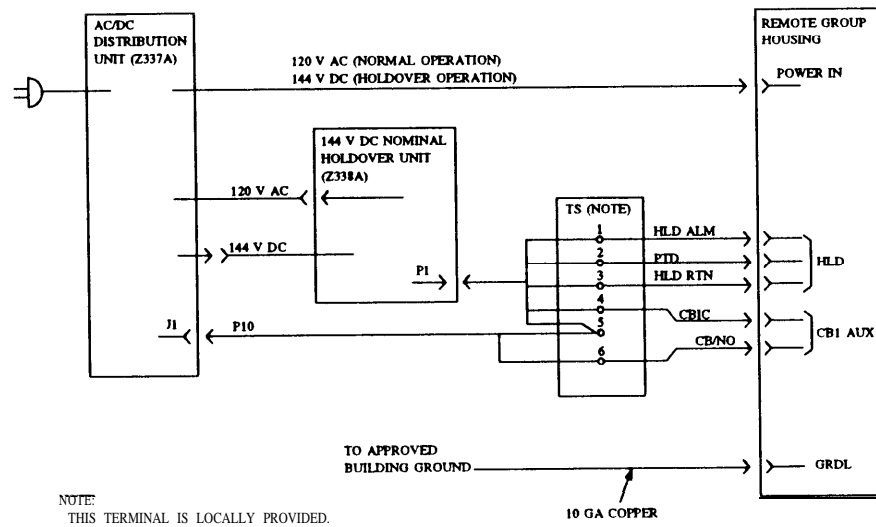 AC/DC
DISTRIBUTION
UNIT (Z337A)
REMOTE GROUP
HOUSING
120 V AC (NORMAL OPERATION)
144 V DC (HOLDOVER OPERATION)
POWER IN
144 V DC NOMINAL
HOLDOVER UNIT
(Z338A)
120 V AC
TS (NOTE)
1
HLD ALM
144 V DC
2
PTD
HLD
P1
3
HLD RTN
4
CB1C
J1
P10
5
CB1 AUX
6
CB/NO
TO APPROVED
BUILDING GROUND
GRDL
10 GA COPPER
NOTE:
THIS TERMINAL IS LOCALLY PROVIDED.